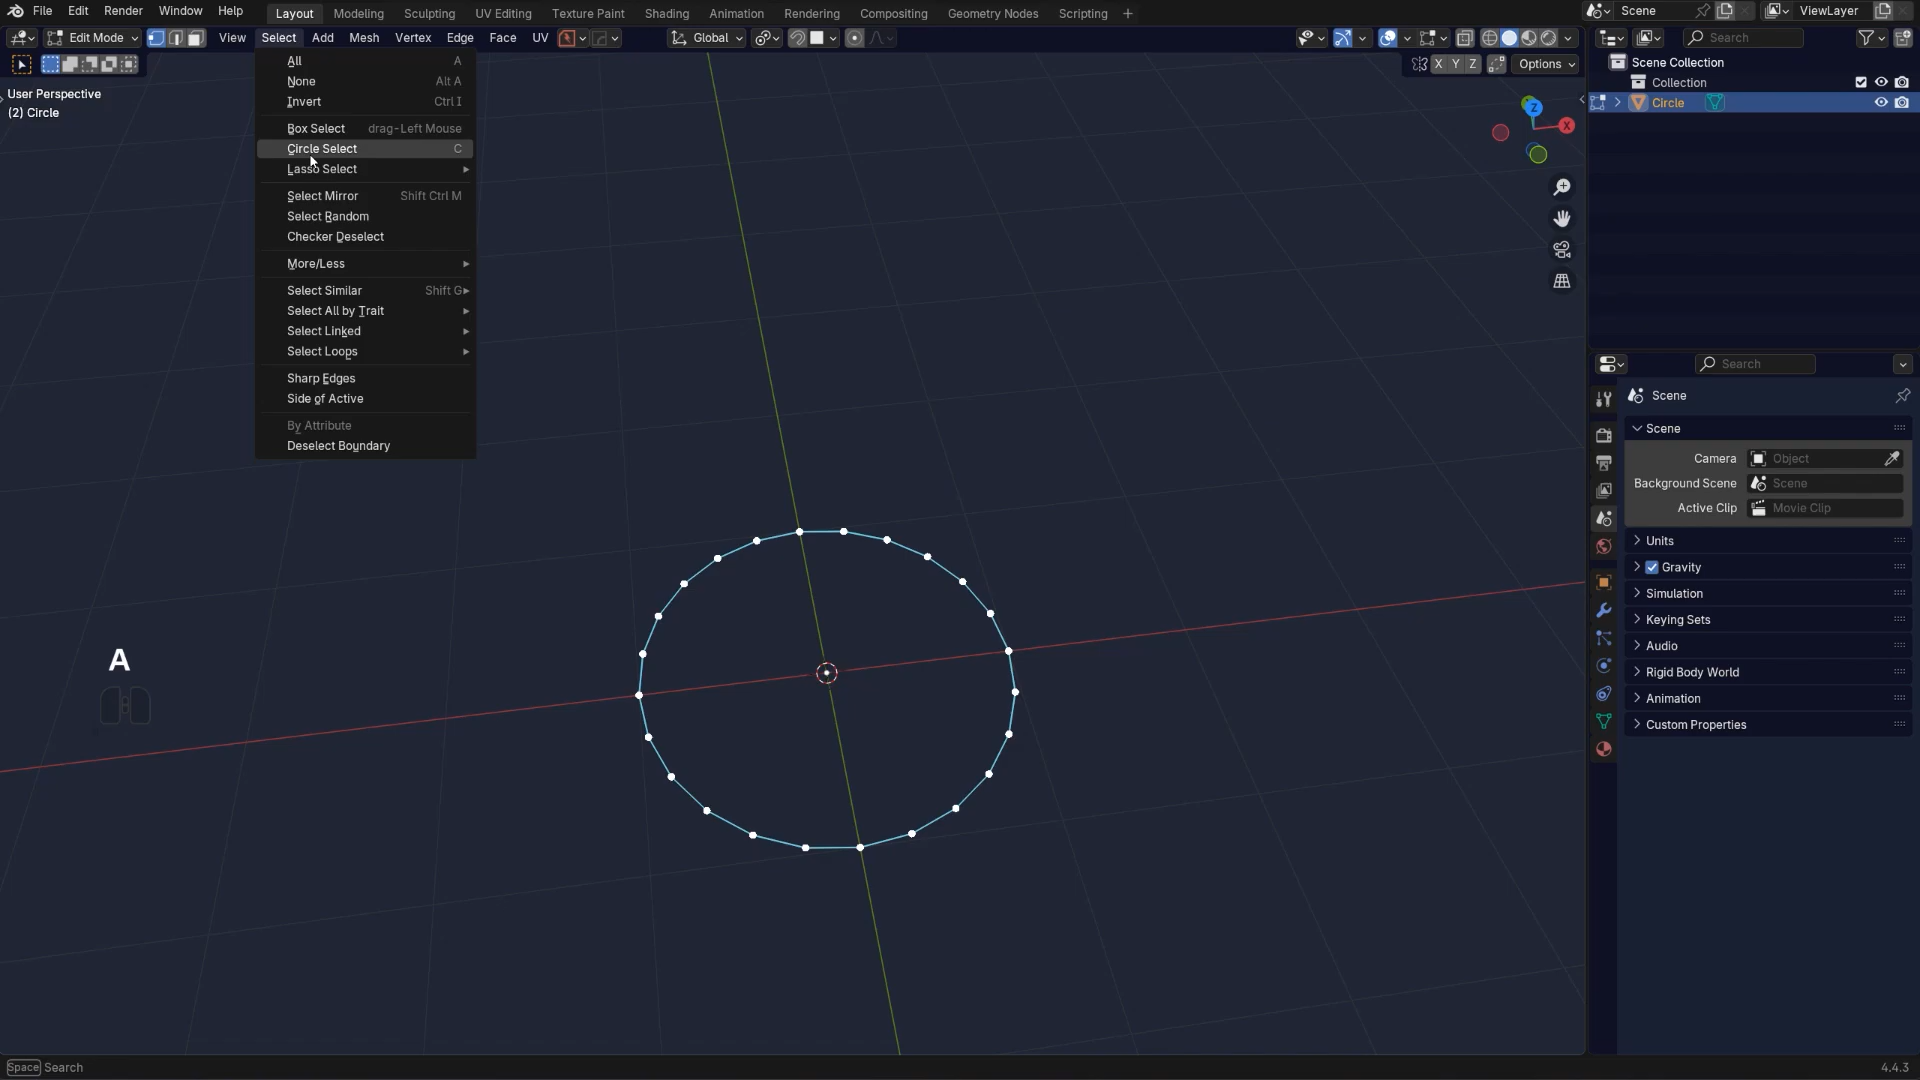 File Edit Render Window Help Layout Modeling Sculpting UV Editing Texture Paint Shading Animation Rendering Compositing Geometry Nodes Scripting + Scene ViewLayer
Edit Mode View Select Add Mesh Vertex Edge Face UV Global Search
X Y Z Options
User Perspective
(2) Circle
All A
None Alt A
Invert Ctrl I
Box Select drag-Left Mouse
Circle Select C
Lasso Select
Select Mirror Shift Ctrl M
Select Random
Checker Deselect
More/Less
Select Similar Shift G
Select All by Trait
Select Linked
Select Loops
Sharp Edges
Side of Active
By Attribute
Deselect Boundary
Z
X
A
Scene Collection
Collection
Circle
Search
Scene
Scene
Camera Object
Background Scene Scene
Active Clip Movie Clip
Units
Gravity
Simulation
Keying Sets
Audio
Rigid Body World
Animation
Custom Properties
Space Search 4.4.3